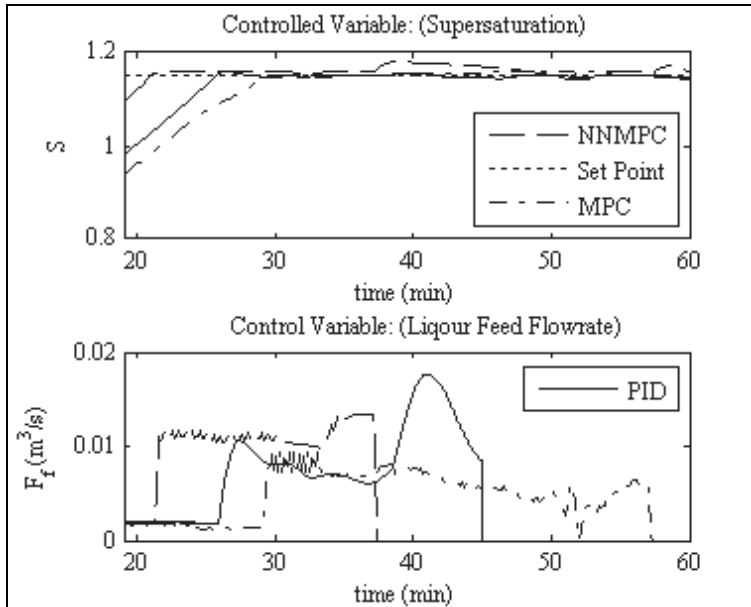 Controlled Variable: (Supersaturation)
1.2
1
0.8
S
NNMPC
Set Point
MPC
20 30 40 50 60
time (min)
Control Variable: (Liqour Feed Flowrate)
0.02
0.01
0
F_f (m³/s)
PID
20 30 40 50 60
time (min)